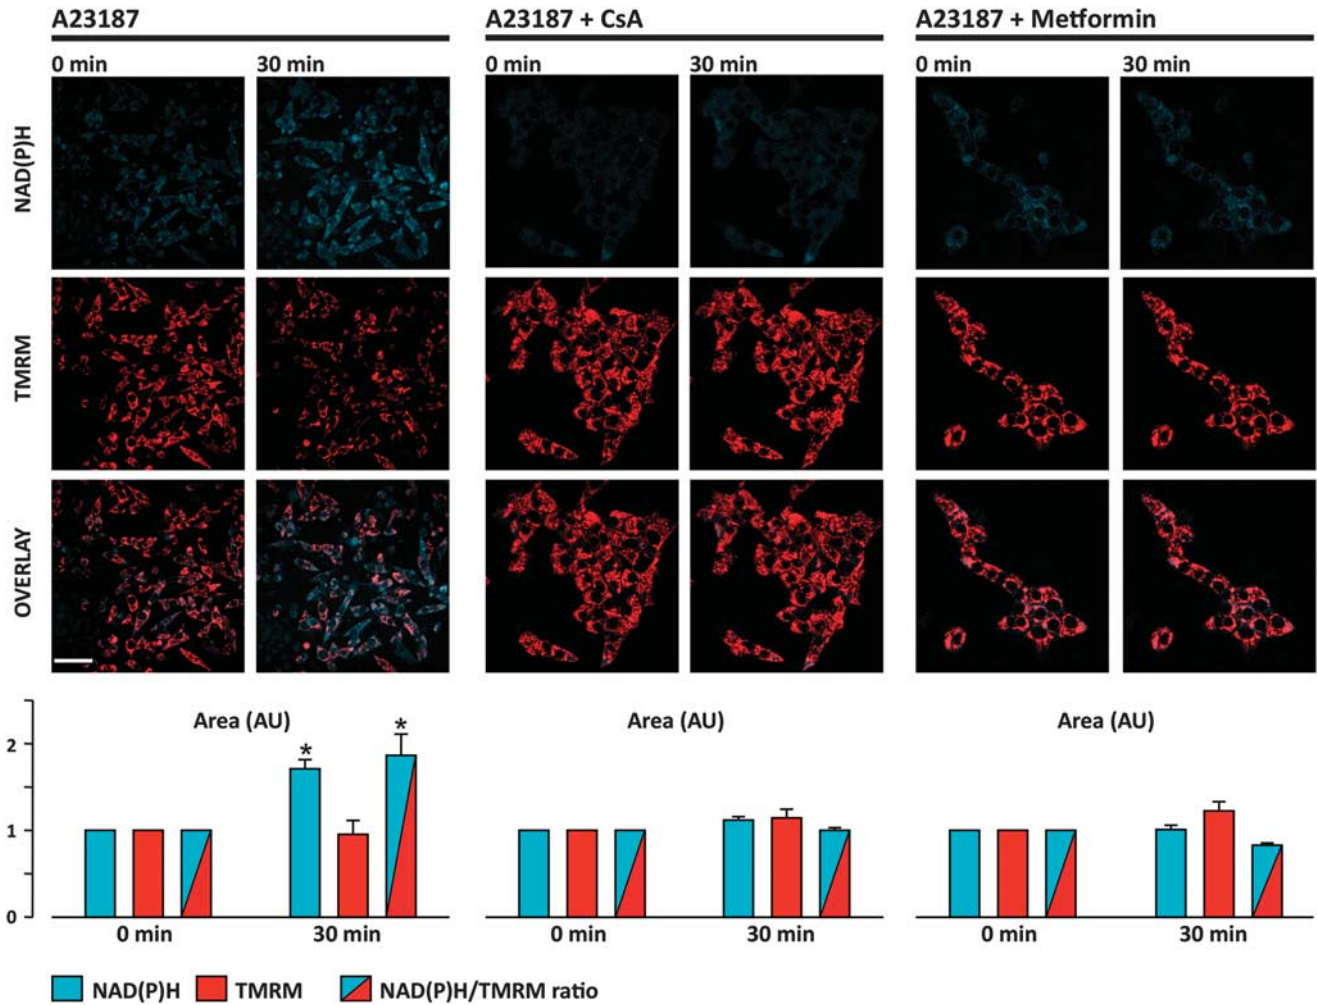 A23187
A23187 + CsA
A23187 + Metformin
0 min
30 min
0 min
30 min
0 min
30 min
NAD(P)H
TMRM
OVERLAY
Area (AU)
Area (AU)
Area (AU)
2
1
0
*
*
0 min
30 min
0 min
30 min
0 min
30 min
NAD(P)H
TMRM
NAD(P)H/TMRM ratio